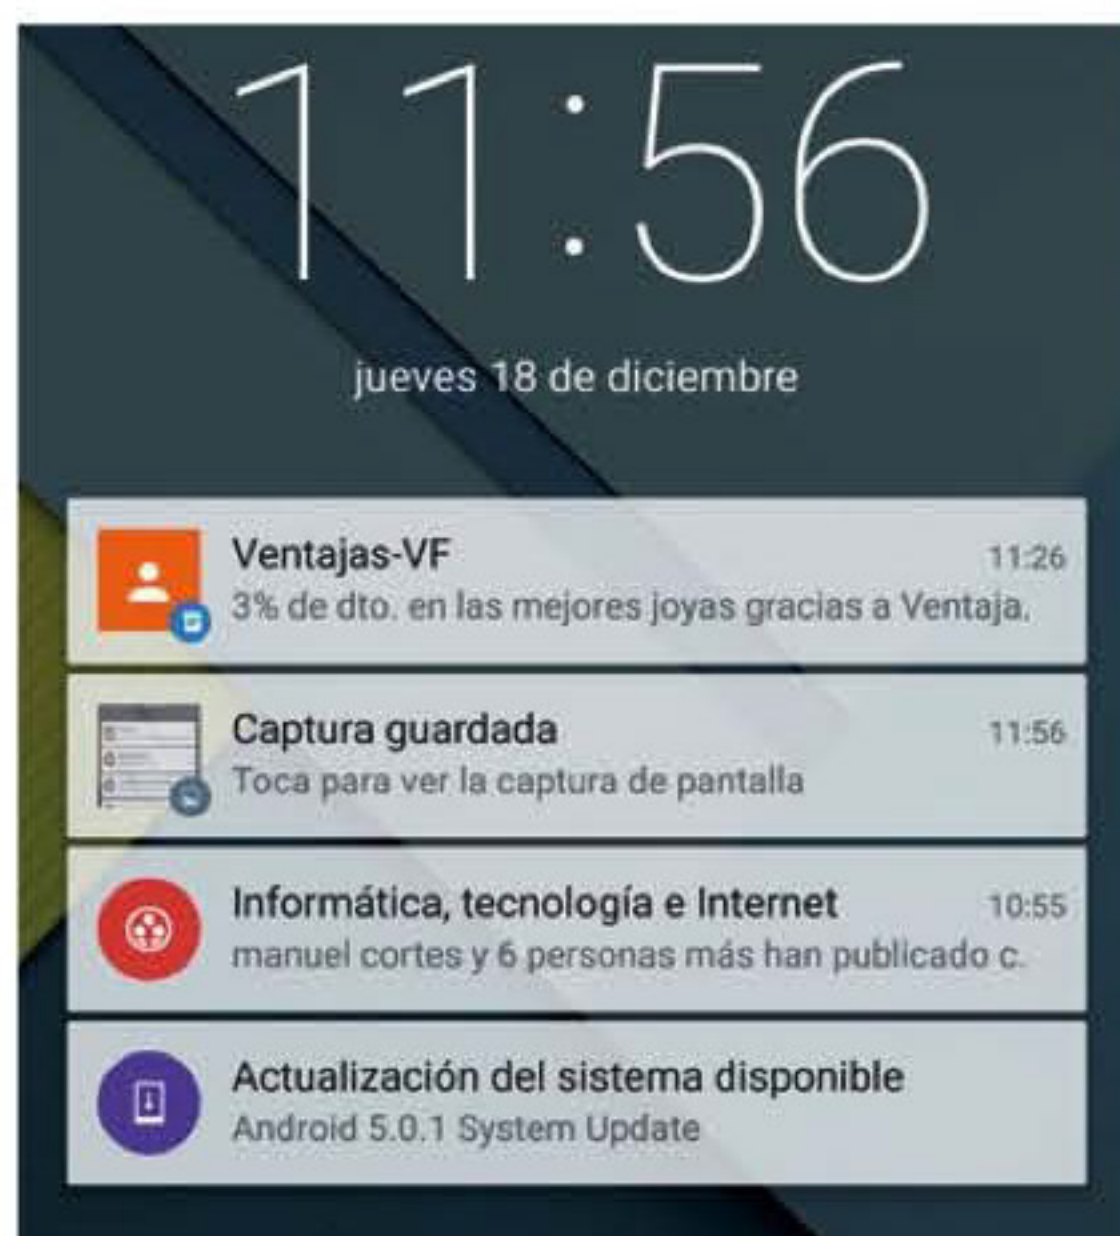 11:56
jueves 18 de diciembre
Ventajas-VF 11:26
3% de dto. en las mejores joyas gracias a Ventaja.
Captura guardada 11:56
Toca para ver la captura de pantalla
Informática, tecnología e Internet 10:55
manuel cortes y 6 personas más han publicado c.
Actualización del sistema disponible
Android 5.0.1 System Update